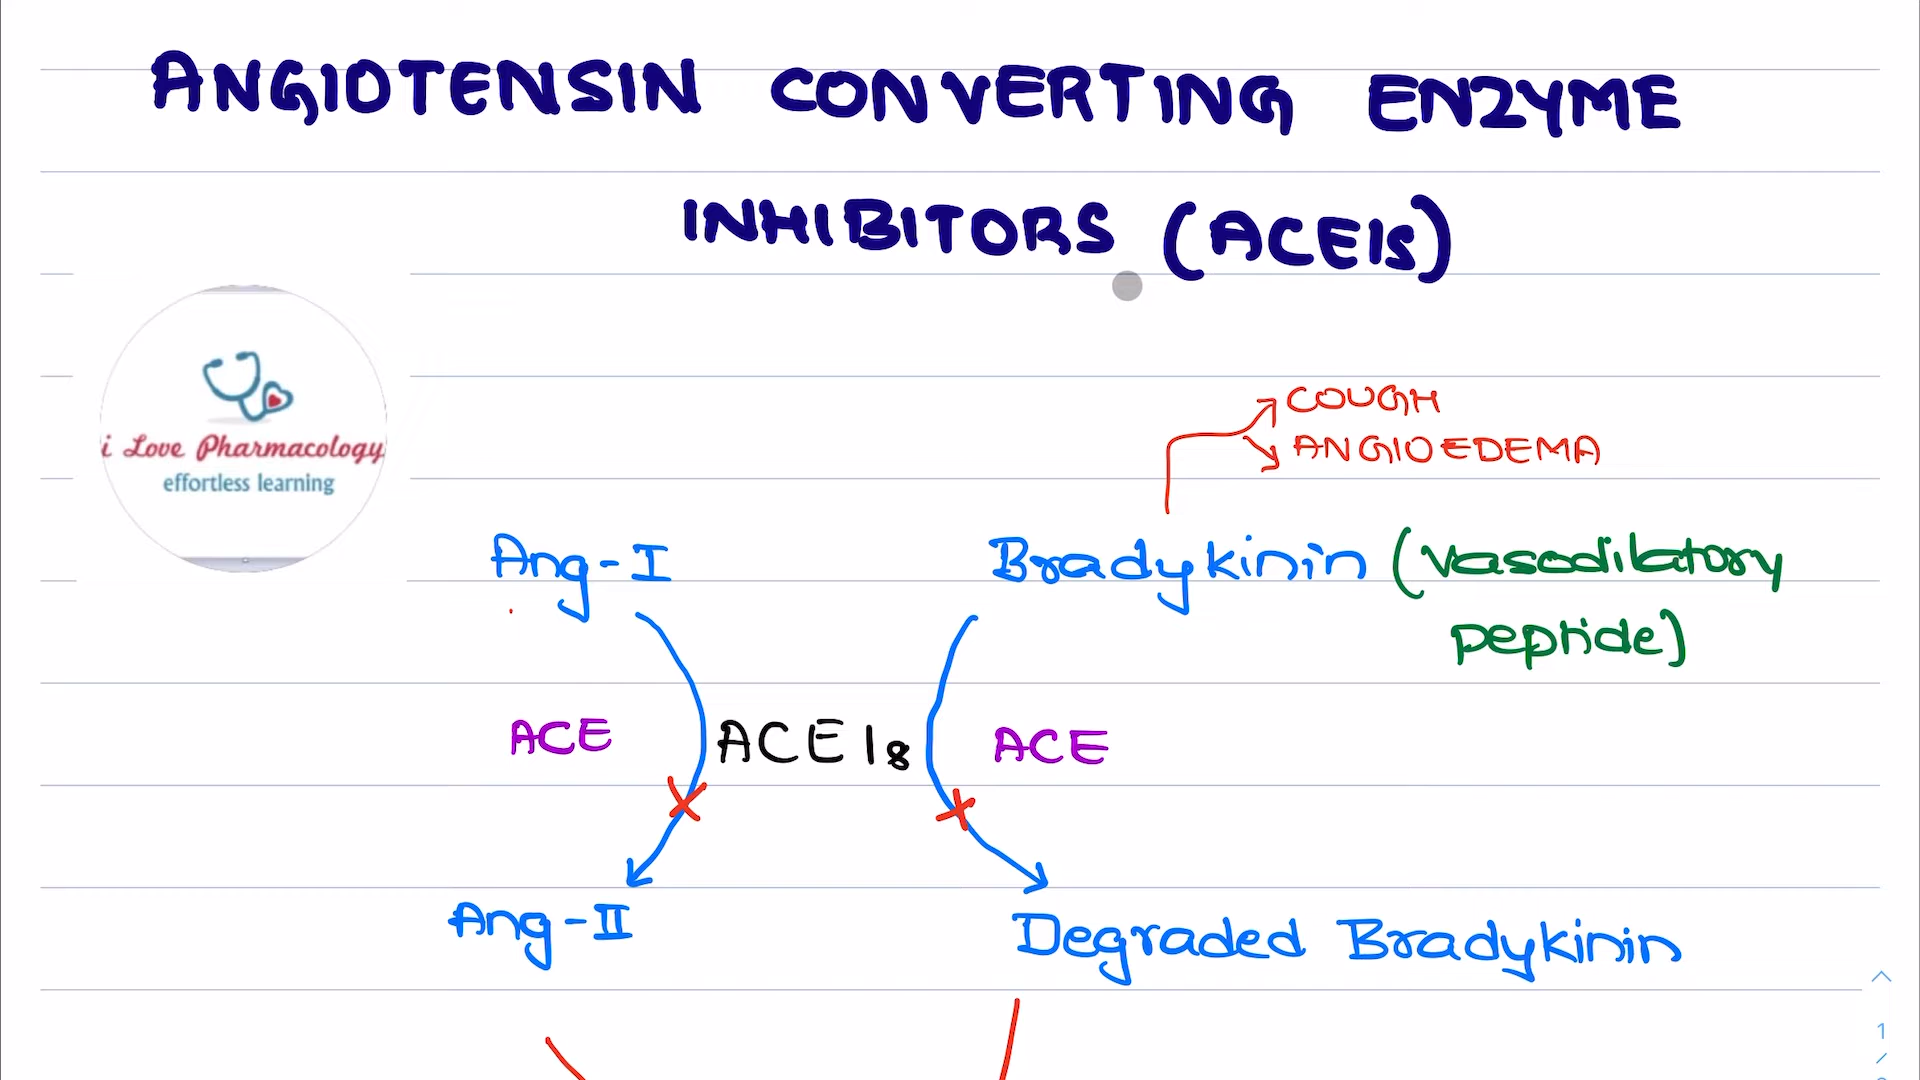 ANGIOTENSIN CONVERTING ENZYME
INHIBITORS (ACEIs)
i Love Pharmacology
effortless learning
COUGH
ANGIOEDEMA
Ang-I
Bradykinin (vasodilatory
peptide)
ACE
ACEIs
ACE
Ang-II
Degraded Bradykinin
1
/